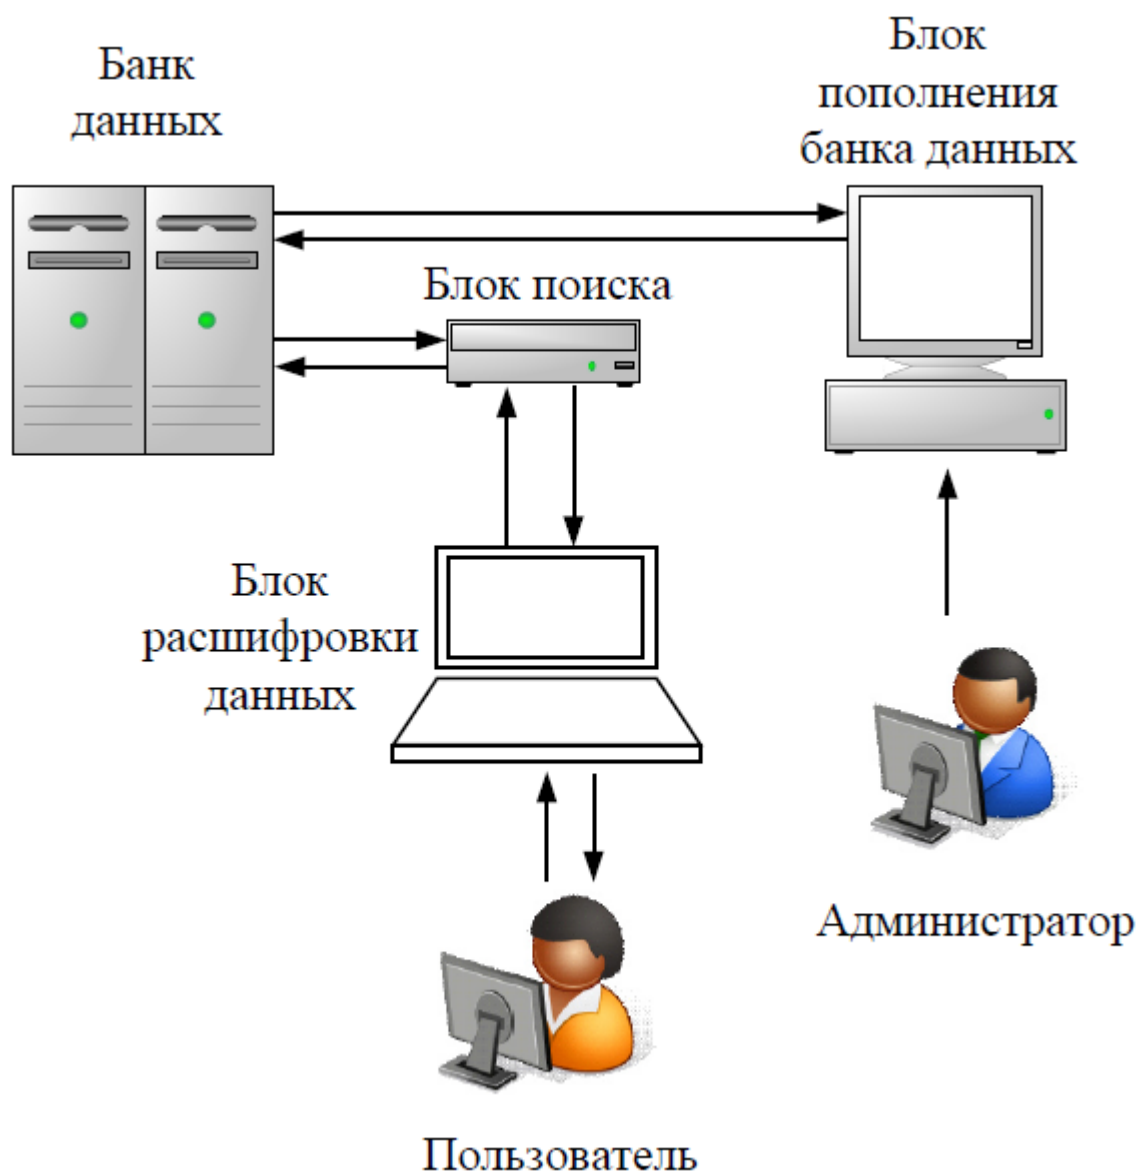 Банк
данных
Блок
пополнения
банка данных
Блок поиска
Блок
расшифровки
данных
Администратор
Пользователь